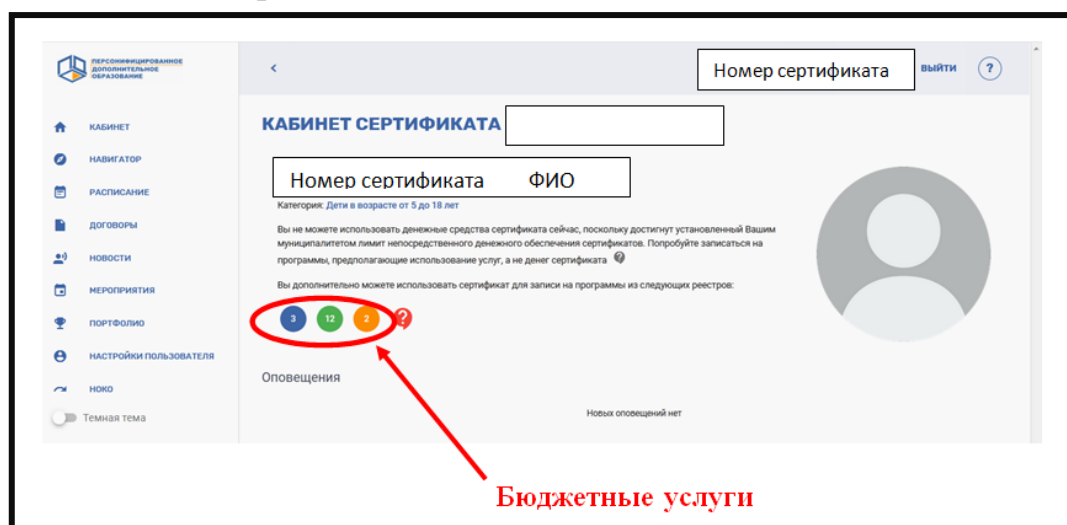 ПЕРСОНИФИЦИРОВАННОЕ
ДОПОЛНИТЕЛЬНОЕ
ОБРАЗОВАНИЕ
Номер сертификата
ВЫЙТИ
?
КАБИНЕТ
НАВИГАТОР
РАСПИСАНИЕ
ДОГОВОРЫ
НОВОСТИ
МЕРОПРИЯТИЯ
ПОРТФОЛИО
НАСТРОЙКИ ПОЛЬЗОВАТЕЛЯ
НОКО
Темная тема
КАБИНЕТ СЕРТИФИКАТА
Номер сертификата ФИО
Категория: Дети в возрасте от 5 до 18 лет
Вы не можете использовать денежные средства сертификата сейчас, поскольку достигнут установленный Вашим
муниципалитетом лимит непосредственного денежного обеспечения сертификатов. Попробуйте записаться на
программы, предполагающие использование услуг, а не денег сертификата ?
Вы дополнительно можете использовать сертификат для записи на программы из следующих реестров:
3 12 2 ?
Оповещения
Новых оповещений нет
Бюджетные услуги